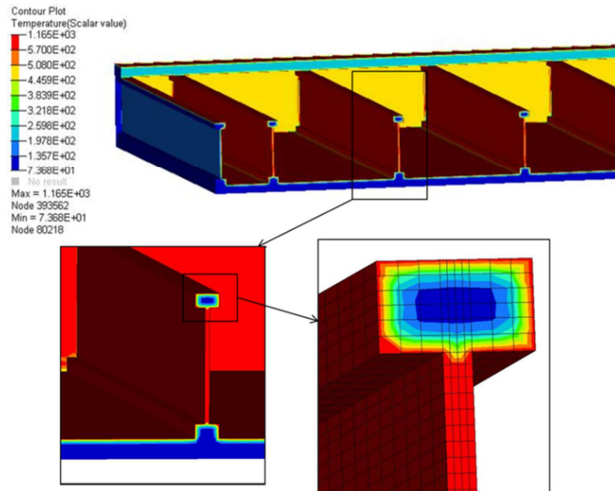 Contour Plot
Temperature(Scalar value)
1.165E+03
5.700E+02
5.080E+02
4.459E+02
3.839E+02
3.218E+02
2.598E+02
1.978E+02
1.357E+02
7.368E+01
No result
Max = 1.165E+03
Node 393562
Min = 7.368E+01
Node 80218